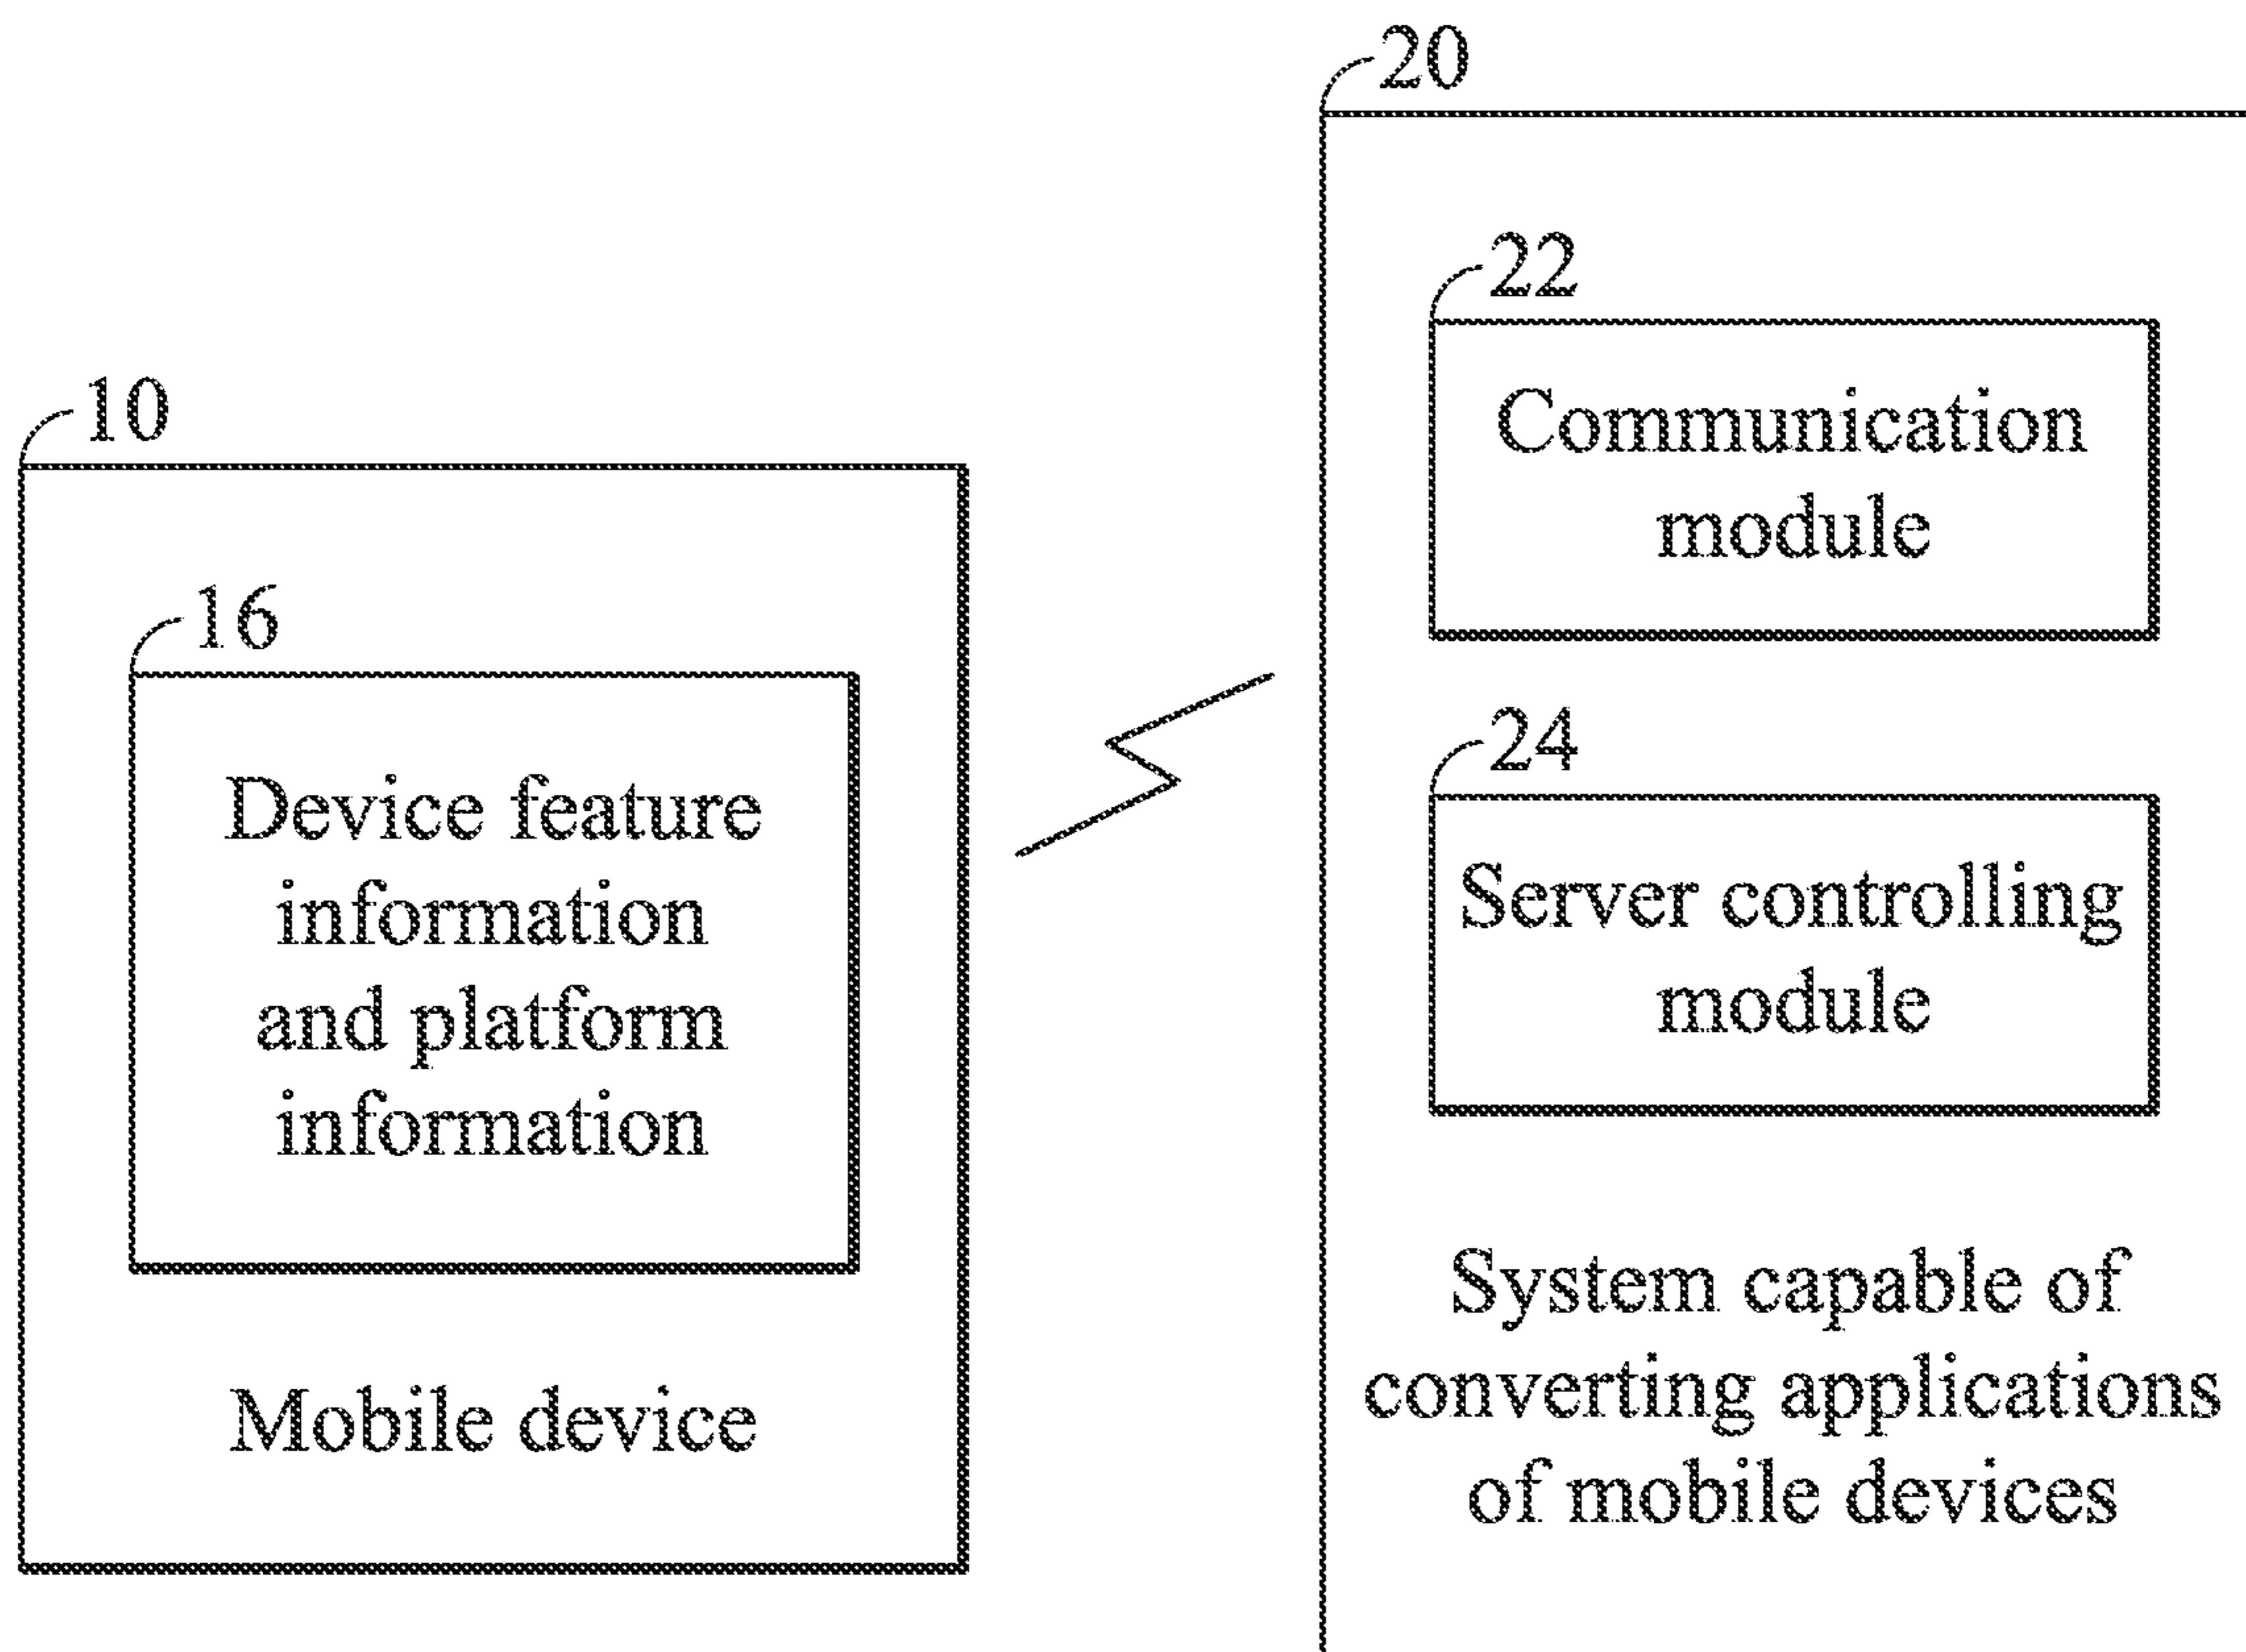 10
16
Device feature
information
and platform
information
Mobile device
20
22
Communication
module
24
Server controlling
module
System capable of
converting applications
of mobile devices